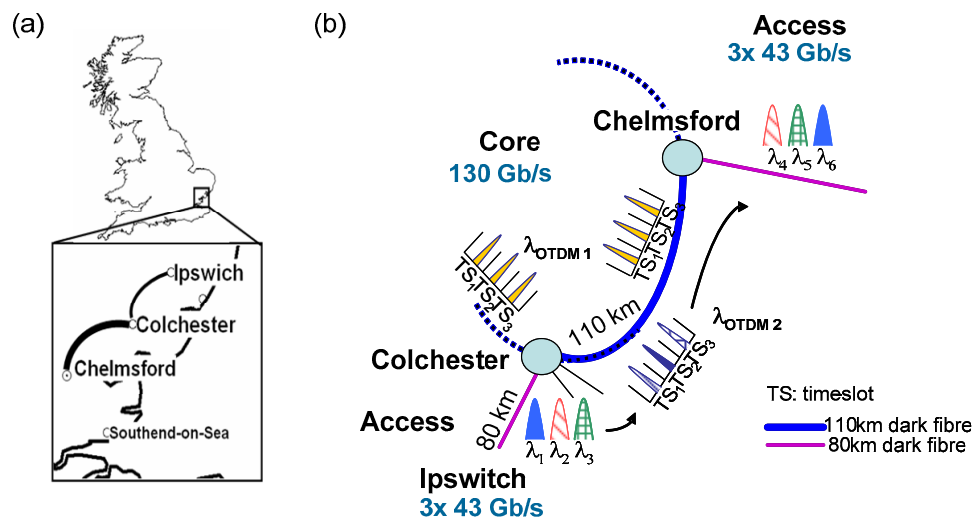 (a)
Ipswich
Colchester
Chelmsford
Southend-on-Sea
(b)
Access
3x 43 Gb/s
Chelmsford
λ4 λ5 λ6
Core
130 Gb/s
TS1 TS2 TS3
λOTDM 1
TS1 TS2 TS3
110 km
λOTDM 2
TS1 TS2 TS3
Colchester
Access
80 km
λ1 λ2 λ3
Ipswitch
3x 43 Gb/s
TS: timeslot
110km dark fibre
80km dark fibre